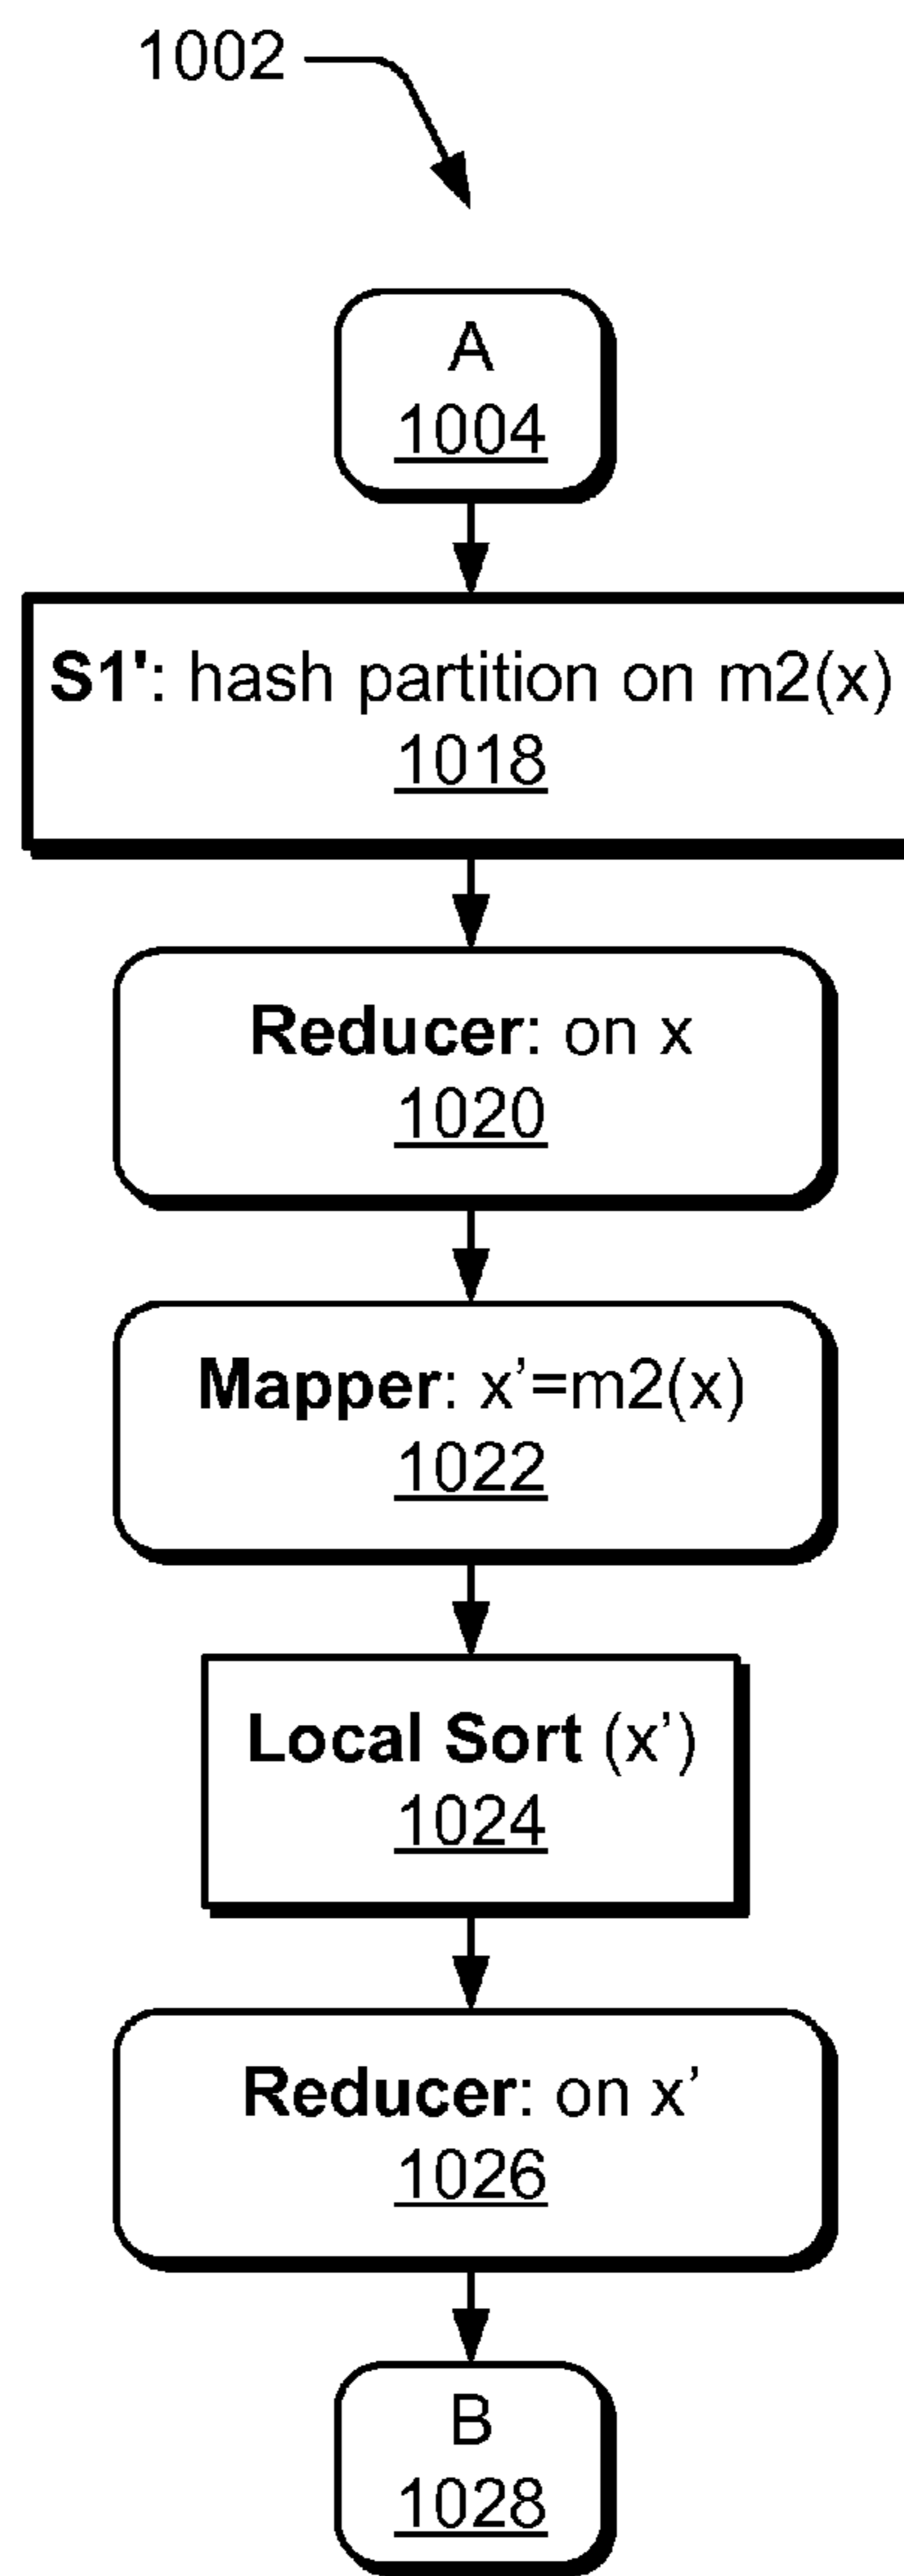 1002
A
1004
S1': hash partition on m2(x)
1018
Reducer: on x
1020
Mapper: x’=m2(x)
1022
Local Sort (x’)
1024
Reducer: on x’
1026
B
1028